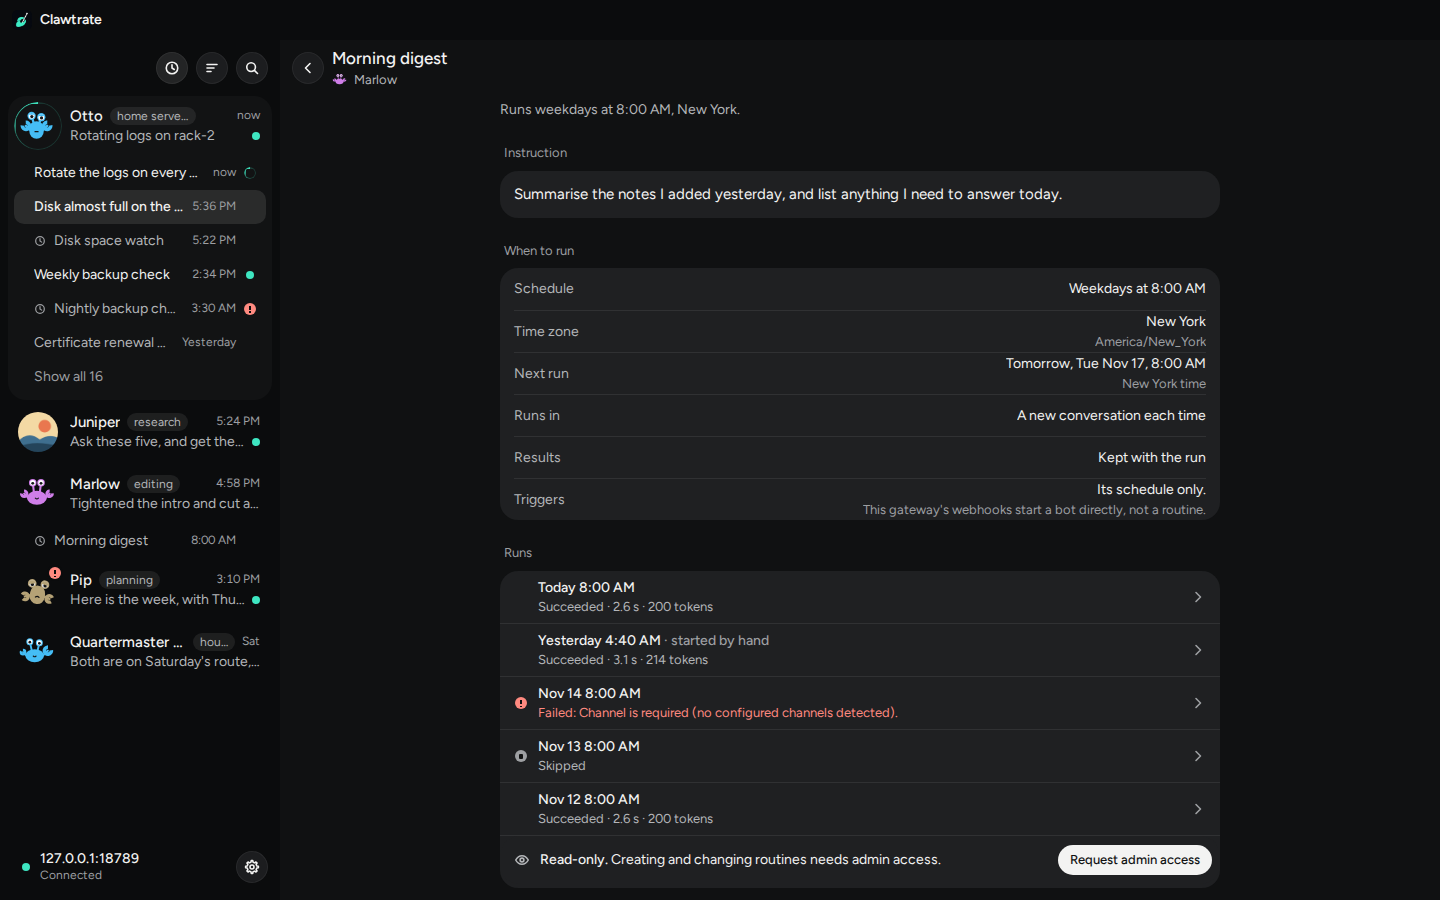 Clawtrate
Otto home serve... now
Rotating logs on rack-2
Rotate the logs on every ... now
Disk almost full on the ... 5:36 PM
Disk space watch 5:22 PM
Weekly backup check 2:34 PM
Nightly backup ch... 3:30 AM
Certificate renewal ... Yesterday
Show all 16
Juniper research 5:24 PM
Ask these five, and get the...
Marlow editing 4:58 PM
Tightened the intro and cut a...
Morning digest 8:00 AM
Pip planning 3:10 PM
Here is the week, with Thu...
Quartermaster ... hou... Sat
Both are on Saturday's route,...
127.0.0.1:18789
Connected
Morning digest
Marlow
Runs weekdays at 8:00 AM, New York.
Instruction
Summarise the notes I added yesterday, and list anything I need to answer today.
When to run
Schedule Weekdays at 8:00 AM
Time zone New York
America/New_York
Next run Tomorrow, Tue Nov 17, 8:00 AM
New York time
Runs in A new conversation each time
Results Kept with the run
Triggers Its schedule only.
This gateway's webhooks start a bot directly, not a routine.
Runs
Today 8:00 AM
Succeeded · 2.6 s · 200 tokens
Yesterday 4:40 AM · started by hand
Succeeded · 3.1 s · 214 tokens
Nov 14 8:00 AM
Failed: Channel is required (no configured channels detected).
Nov 13 8:00 AM
Skipped
Nov 12 8:00 AM
Succeeded · 2.6 s · 200 tokens
Read-only. Creating and changing routines needs admin access. Request admin access